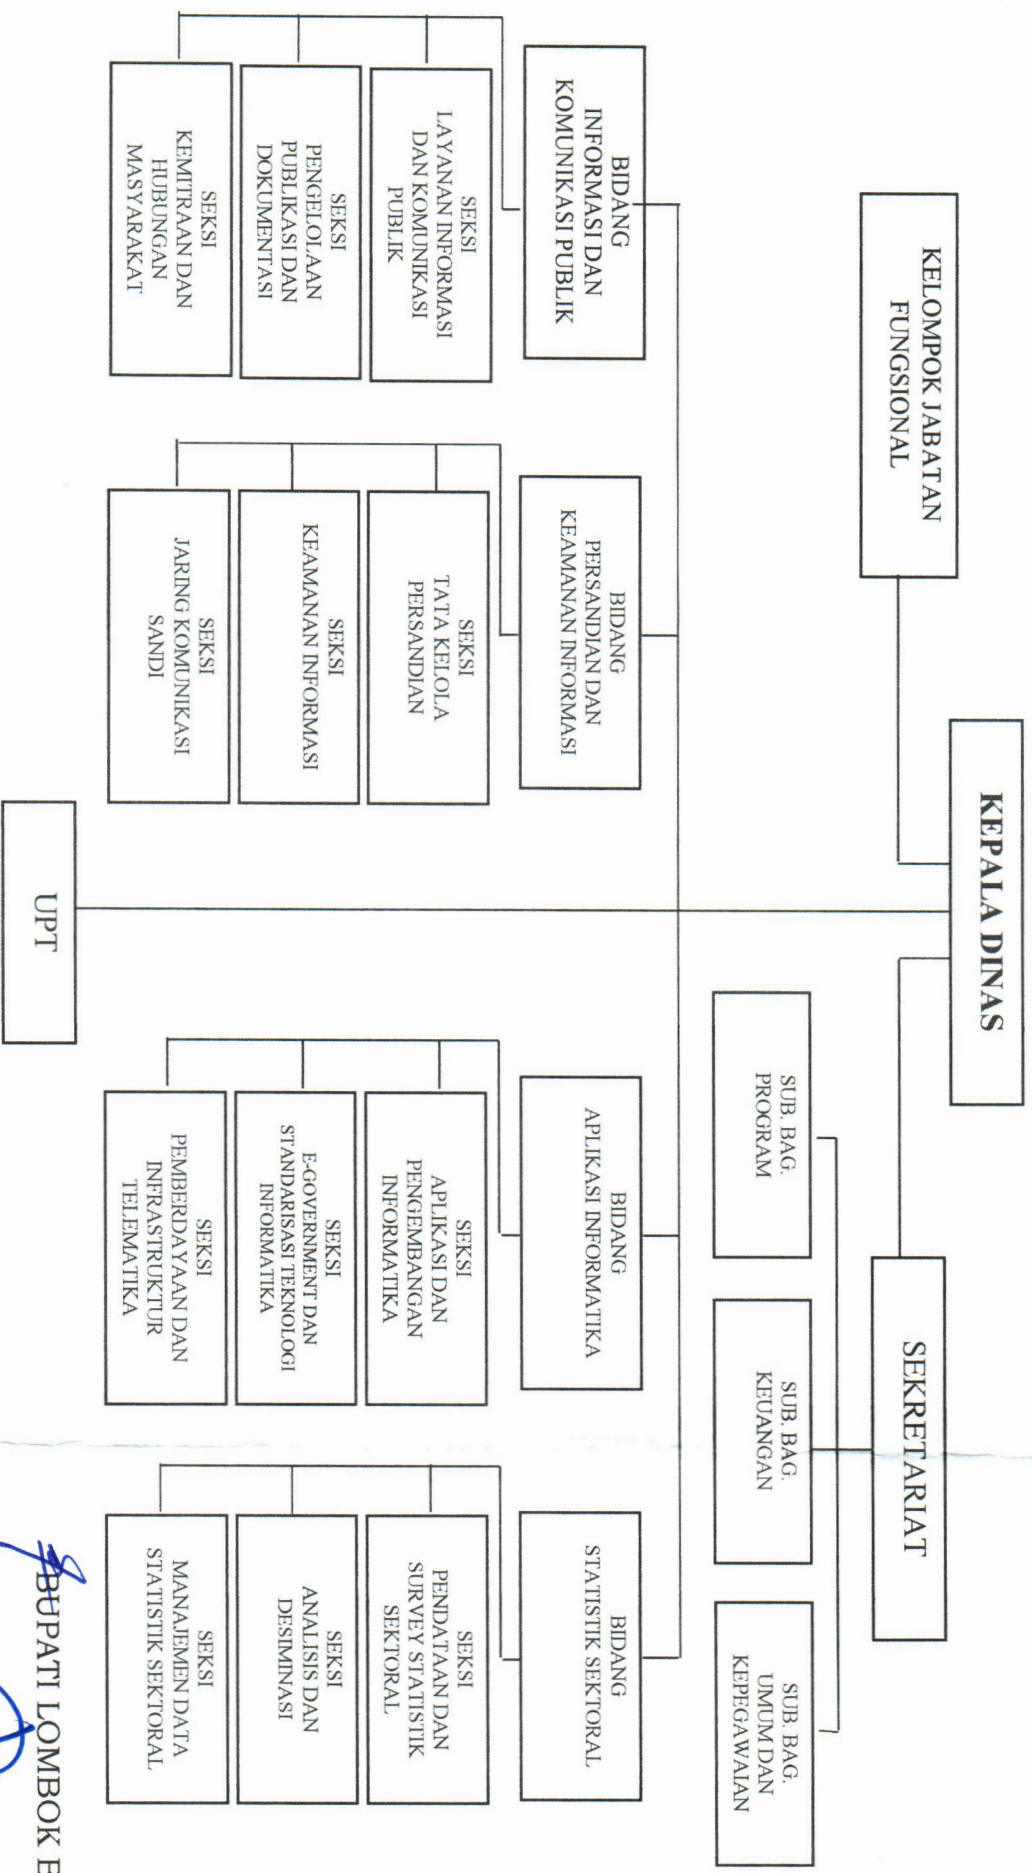 KEPALA DINAS
KELOMPOK JABATAN
FUNGSIONAL
SEKRETARIAT
SUB. BAG.
PROGRAM
SUB. BAG.
KEUANGAN
SUB. BAG.
UMUM DAN
KEPEGAWAIAN
BIDANG
INFORMASI DAN
KOMUNIKASI PUBLIK
SEKSI
LAYANAN INFORMASI
DAN KOMUNIKASI
PUBLIK
SEKSI
PENGELOLAAN
PUBLIKASI DAN
DOKUMENTASI
SEKSI
KEMITRAAN DAN
HUBUNGAN
MASYARAKAT
BIDANG
PERSANDIAN DAN
KEAMANAN INFORMASI
SEKSI
TATA KELOLA
PERSANDIAN
SEKSI
KEAMANAN INFORMASI
SEKSI
JARING KOMUNIKASI
SANDI
BIDANG
APLIKASI INFORMATIKA
SEKSI
APLIKASI DAN
PENGEMBANGAN
INFORMATIKA
SEKSI
E-GOVERNMENT DAN
STANDARISASI TEKNOLOGI
INFORMATIKA
SEKSI
PEMBERDAYAAN DAN
INFRASTRUKTUR
TELEMATIKA
BIDANG
STATISTIK SEKTORAL
SEKSI
PENDATAAN DAN
SURVEY STATISTIK
SEKTORAL
SEKSI
ANALISIS DAN
DESIMINASI
SEKSI
MANAJEMEN DATA
STATISTIK SEKTORAL
UPT
BUPATI LOMBOK